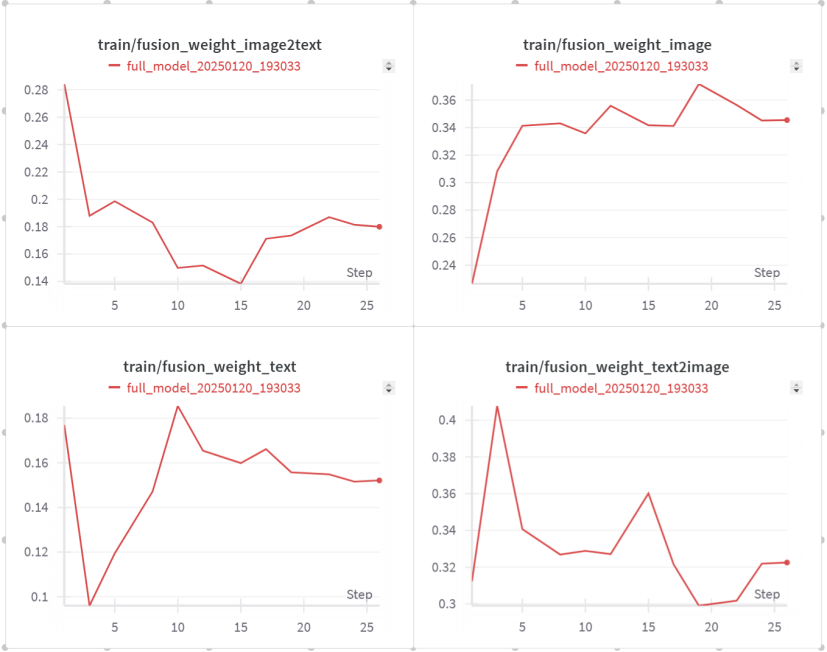 train/fusion_weight_image2text
full_model_20250120_193033
0.28
0.26
0.24
0.22
0.2
0.18
0.16
0.14
Step
5 10 15 20 25
train/fusion_weight_image
full_model_20250120_193033
0.36
0.34
0.32
0.3
0.28
0.26
0.24
Step
5 10 15 20 25
train/fusion_weight_text
full_model_20250120_193033
0.18
0.16
0.14
0.12
0.1
Step
5 10 15 20 25
train/fusion_weight_text2image
full_model_20250120_193033
0.4
0.38
0.36
0.34
0.32
0.3
Step
5 10 15 20 25